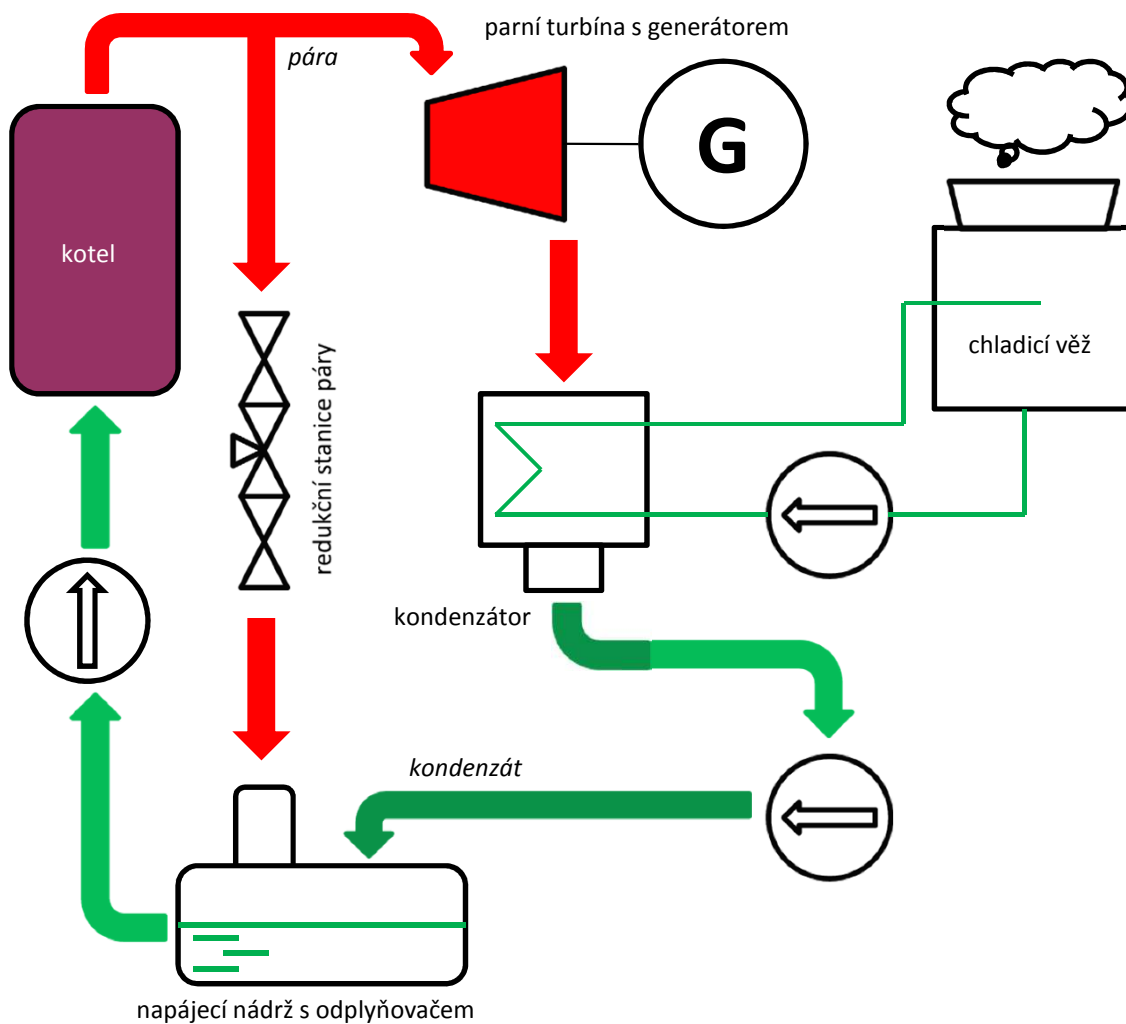 parní turbína s generátorem
pára
G
kotel
chladicí věž
redukční stanice páry
kondenzátor
kondenzát
napájecí nádrž s odplyňovačem